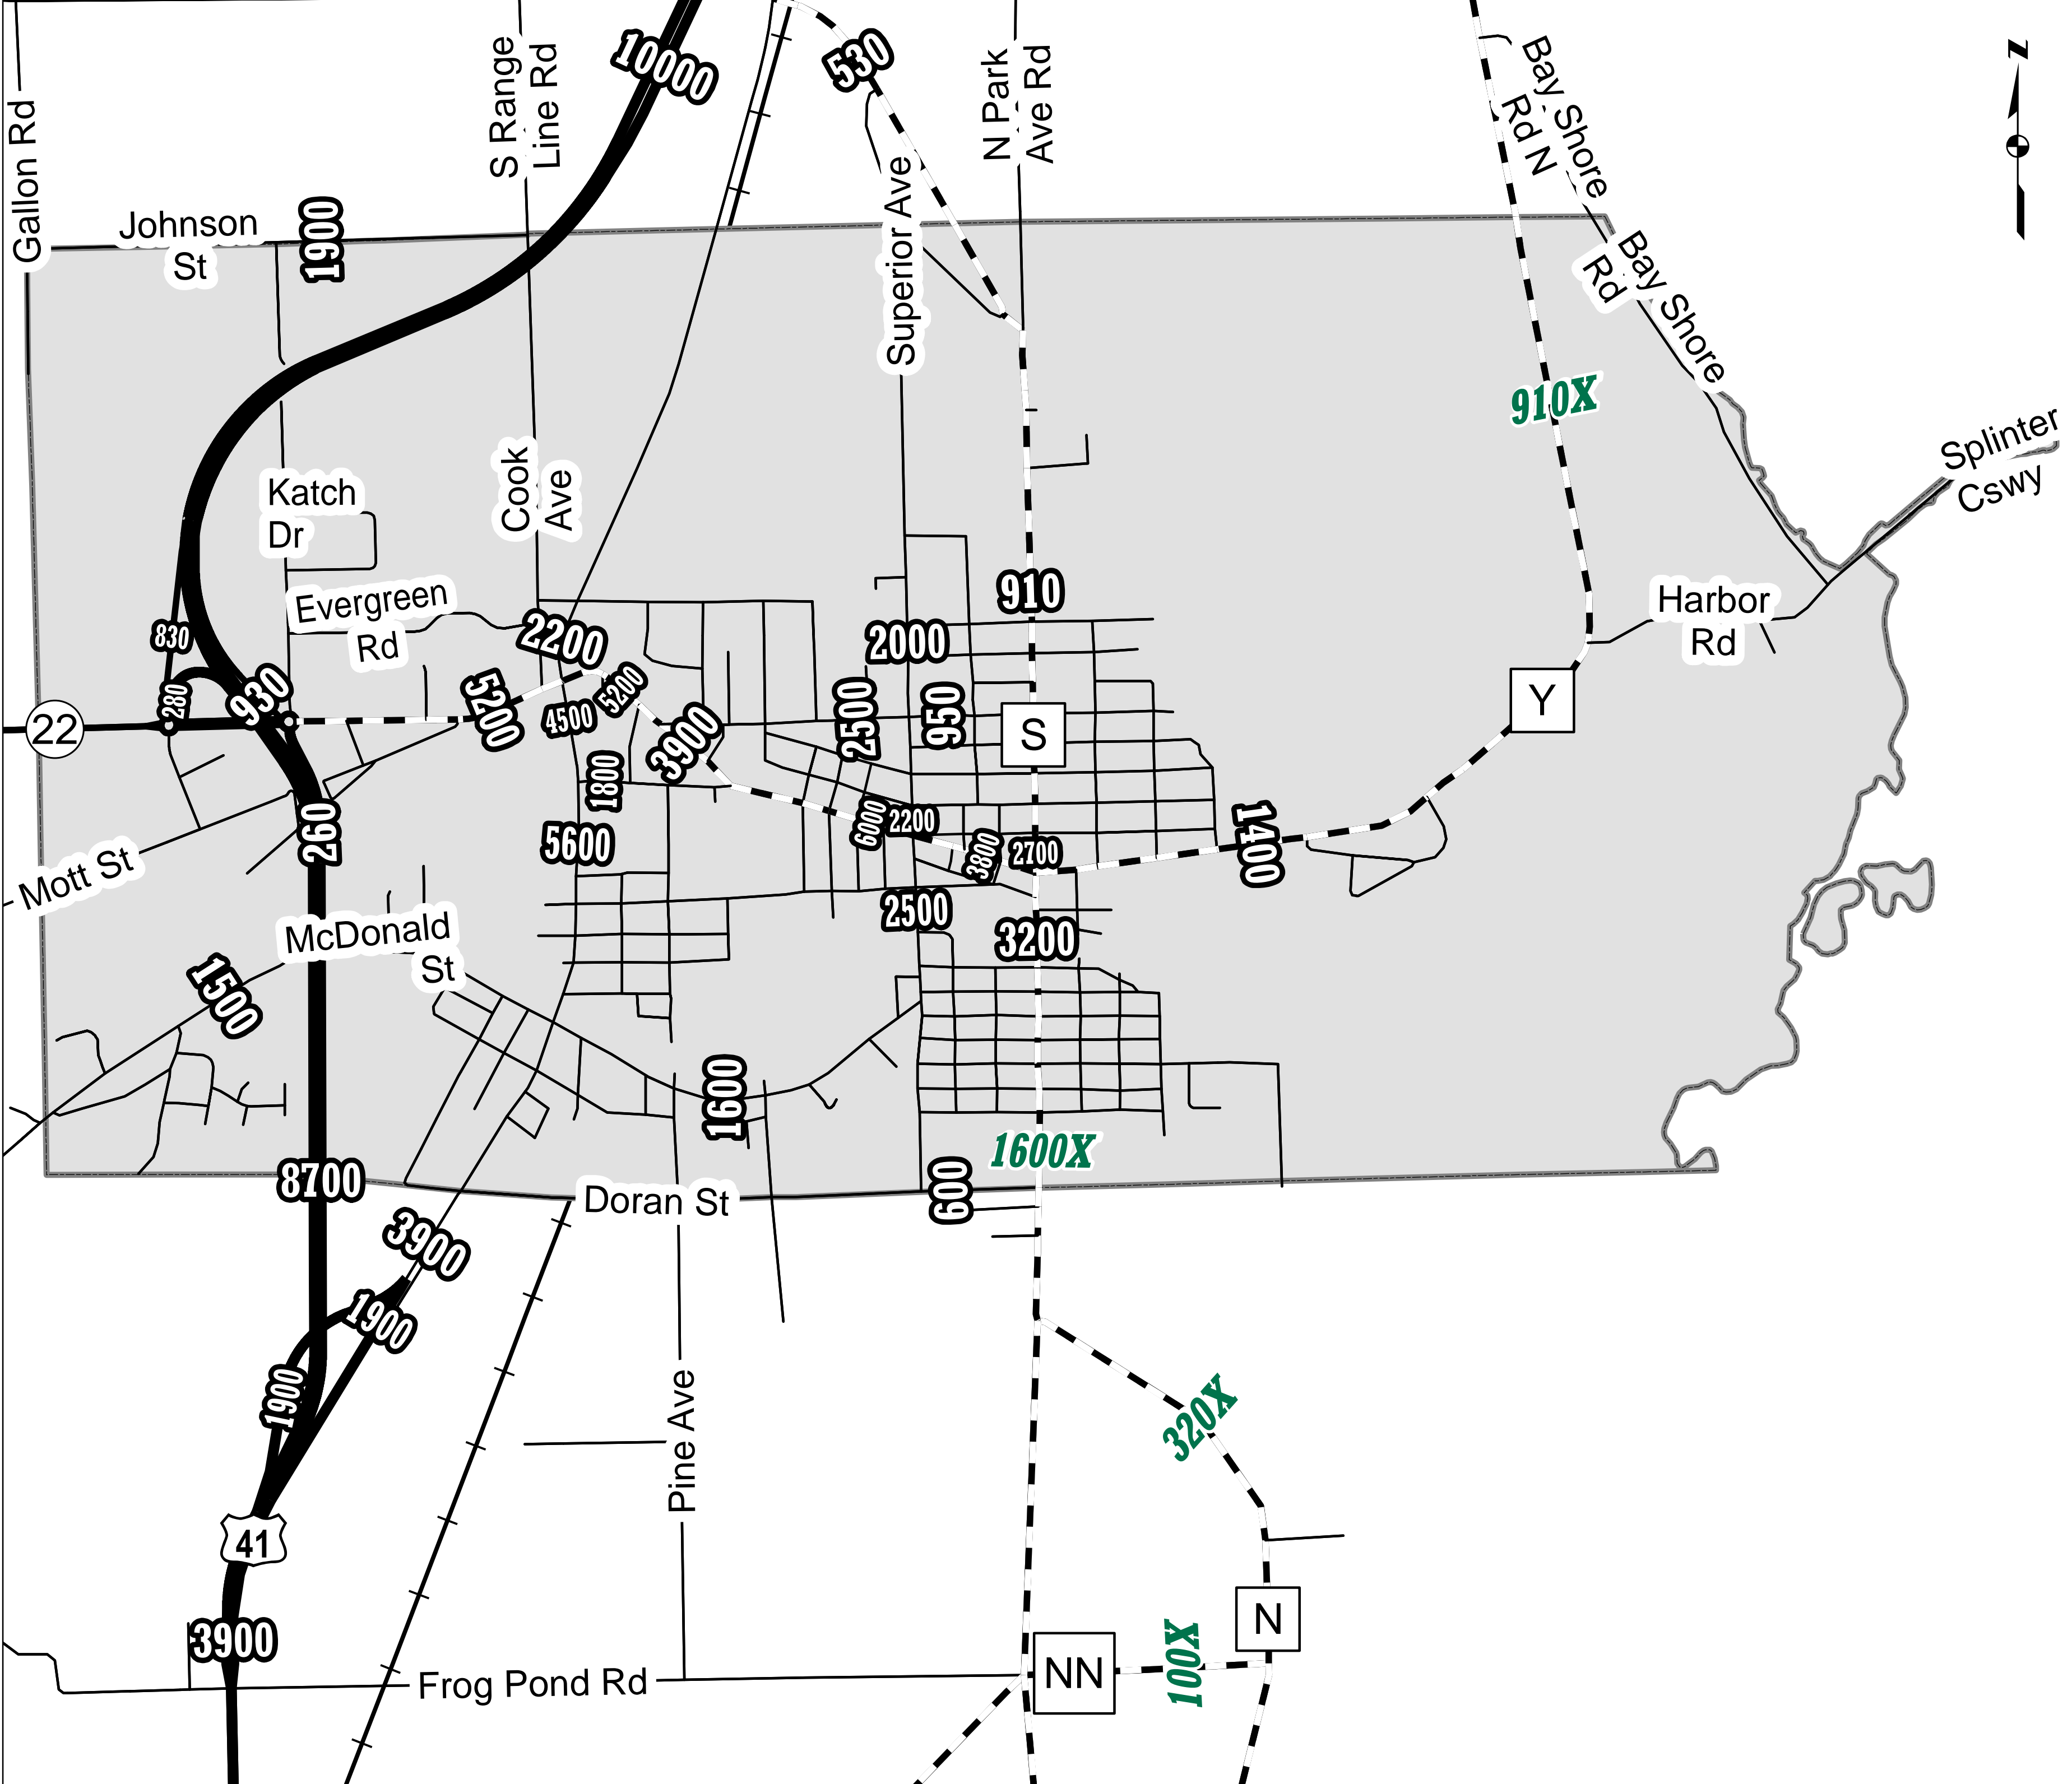 10000
530
S Range
Line Rd
N Park
Ave Rd
Bay Shore
Rd N
N
Gallon Rd
Johnson
St
1900
Superior Ave
Bay Shore
Rd
910X
Splinter
Cswy
Katch
Dr
Cook
Ave
Evergreen
Rd
830
2200
2000
910
Harbor
Rd
280
930
5200
5200
4500
3900
2500
950
S
Y
22
1800
260
5600
6000
2200
3800
2700
1400
Mott St
McDonald
St
2500
3200
1500
1600
1600X
8700
Doran St
600
3900
1900
1900
320X
Pine Ave
41
3900
Frog Pond Rd
NN
100X
N